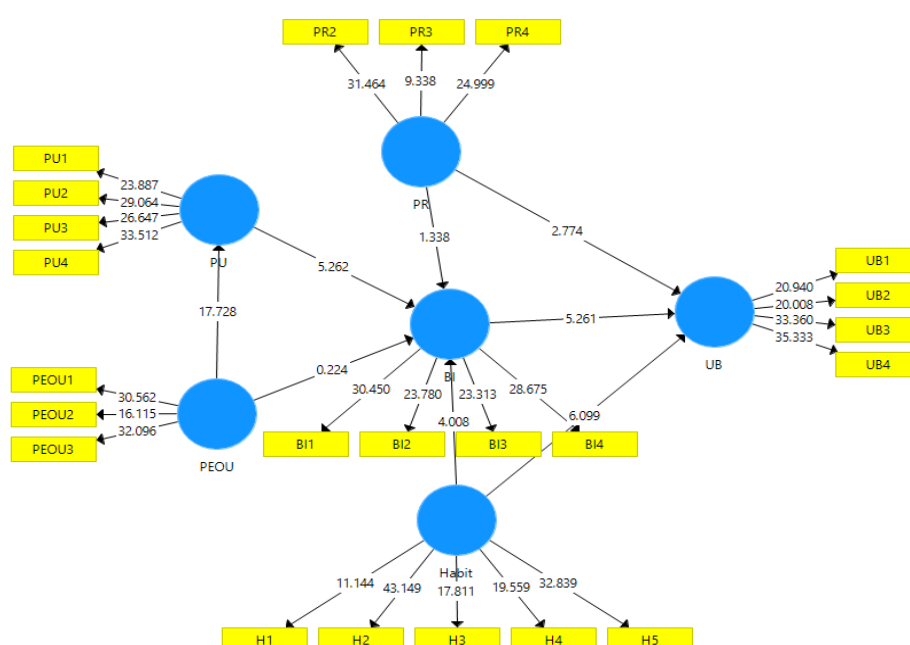 PR2 PR3 PR4
31.464 9.338 24.999
PU1
PU2
PU3
PU4
23.887
29.064
26.647
33.512
PU
PR
1.338
2.774
5.262
17.728
UB1
UB2
UB3
UB4
20.940
20.008
33.360
35.333
5.261
UB
0.224
BI
PEOU1
PEOU2
PEOU3
30.562
16.115
32.096
PEOU
30.450 23.780 23.313 28.675
4.008
6.099
BI1 BI2 BI3 BI4
Habit
11.144 43.149 17.811 19.559 32.839
H1 H2 H3 H4 H5